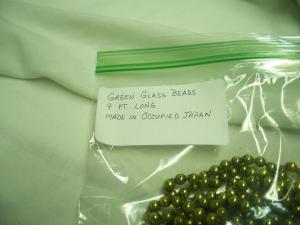 GREEN GLASS BEADS
9 FT. LONG
MADE IN OCCUPIED JAPAN